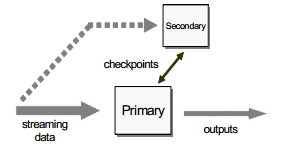 Secondary
checkpoints
Primary
streaming
data
outputs